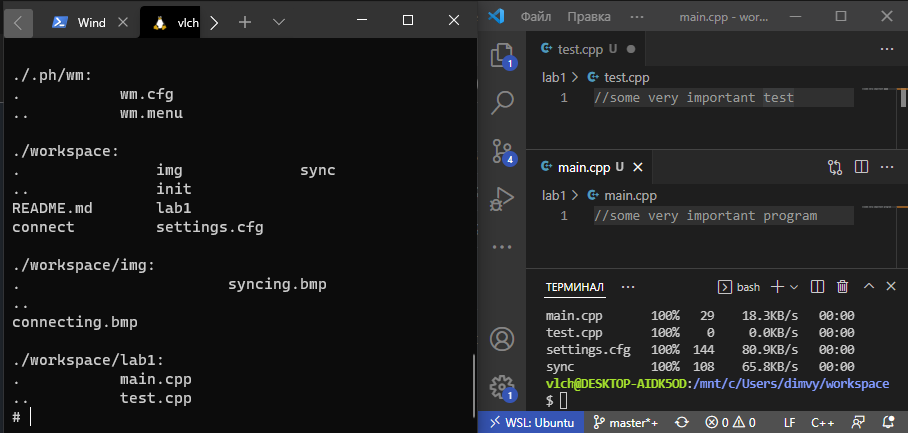 Wind
vlch
./.ph/wm:
. wm.cfg
.. wm.menu
./workspace:
. img sync
.. init
README.md lab1
connect settings.cfg
./workspace/img:
. syncing.bmp
..
connecting.bmp
./workspace/lab1:
. main.cpp
.. test.cpp
#
Файл Правка ... main.cpp - wor...
1
4
1
test.cpp U
lab1 > test.cpp
1 //some very important test
main.cpp U
lab1 > main.cpp
1 //some very important program
ТЕРМИНАЛ ... bash
main.cpp 100% 29 18.3KB/s 00:00
test.cpp 100% 0 0.0KB/s 00:00
settings.cfg 100% 144 80.9KB/s 00:00
sync 100% 108 65.8KB/s 00:00
vlch@DESKTOP-AIDK5OD:/mnt/c/Users/dimvy/workspace
$
WSL: Ubuntu master*+ 0 0 LF C++